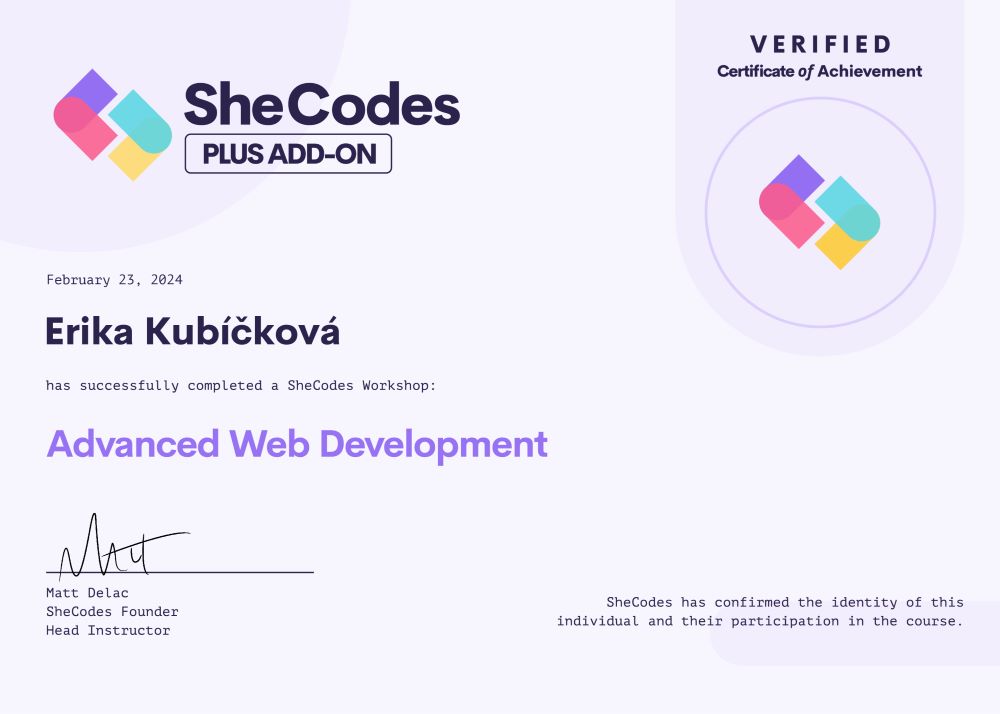 SheCodes
PLUS ADD-ON
VERIFIED
Certificate of Achievement
February 23, 2024
Erika Kubíčková
has successfully completed a SheCodes Workshop:
Advanced Web Development
Matt
Matt Delac
SheCodes Founder
Head Instructor
SheCodes has confirmed the identity of this
individual and their participation in the course.